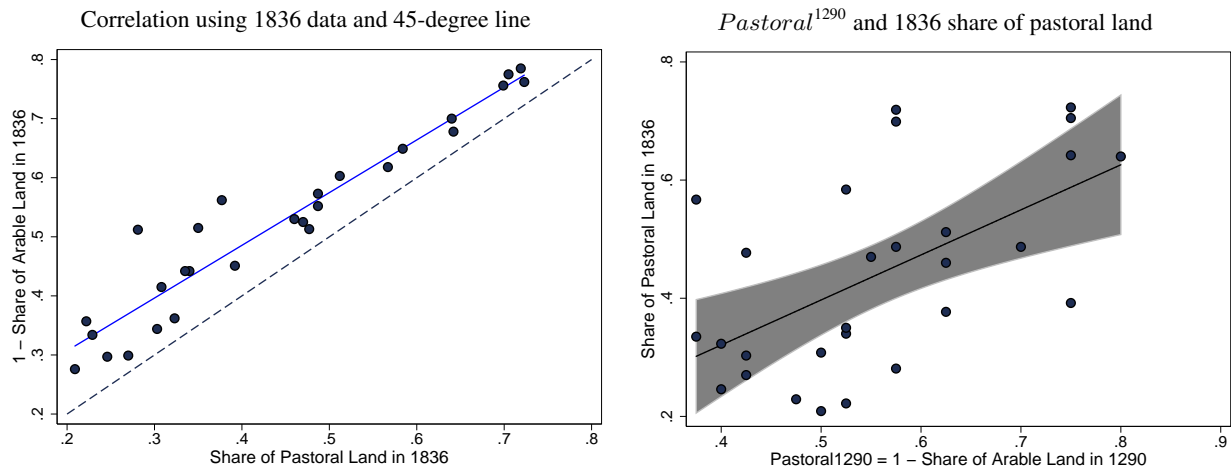 Correlation using 1836 data and 45-degree line
1 − Share of Arable Land in 1836
.8
.7
.6
.5
.4
.3
.2
.2 .3 .4 .5 .6 .7 .8
Share of Pastoral Land in 1836
Pastoral^1290 and 1836 share of pastoral land
Share of Pastoral Land in 1836
.8
.6
.4
.2
.4 .5 .6 .7 .8 .9
Pastoral1290 = 1 − Share of Arable Land in 1290